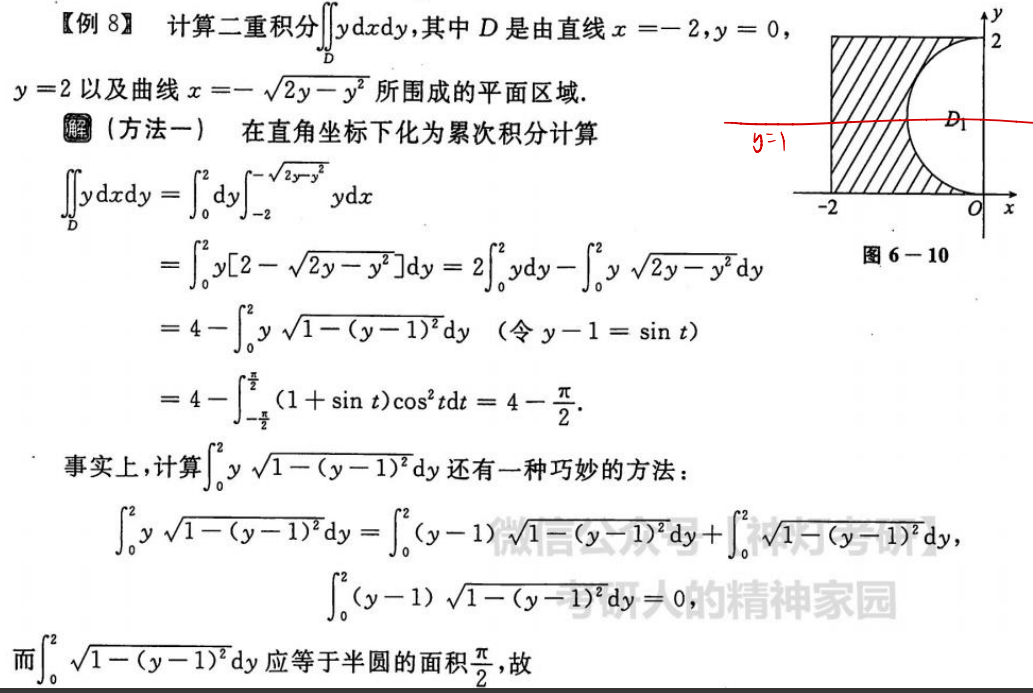 【例 8】 计算二重积分∬_D ydxdy,其中 D 是由直线 x =- 2,y = 0,
y =2 以及曲线 x =- √(2y - y²) 所围成的平面区域.
解 (方法一) 在直角坐标下化为累次积分计算
∬_D ydxdy = ∫_0^2 dy∫_{-2}^{-√(2y-y²)} ydx
= ∫_0^2 y[2 - √(2y - y²)]dy = 2∫_0^2 ydy - ∫_0^2 y √(2y - y²)dy
= 4 - ∫_0^2 y √(1 - (y - 1)²)dy (令 y - 1 = sin t)
= 4 - ∫_{-π/2}^{π/2} (1 + sin t)cos² tdt = 4 - π/2.
事实上,计算∫_0^2 y √(1 - (y - 1)²)dy 还有一种巧妙的方法:
∫_0^2 y √(1 - (y - 1)²)dy = ∫_0^2 (y - 1) √(1 - (y - 1)²)dy + ∫_0^2 √(1 - (y - 1)²)dy,
∫_0^2 (y - 1) √(1 - (y - 1)²)dy = 0,
而∫_0^2 √(1 - (y - 1)²)dy 应等于半圆的面积π/2,故
y
2
D₁
y=1
-2
O
x
图 6 - 10
微信公众号【神灯考研】
考研人的精神家园